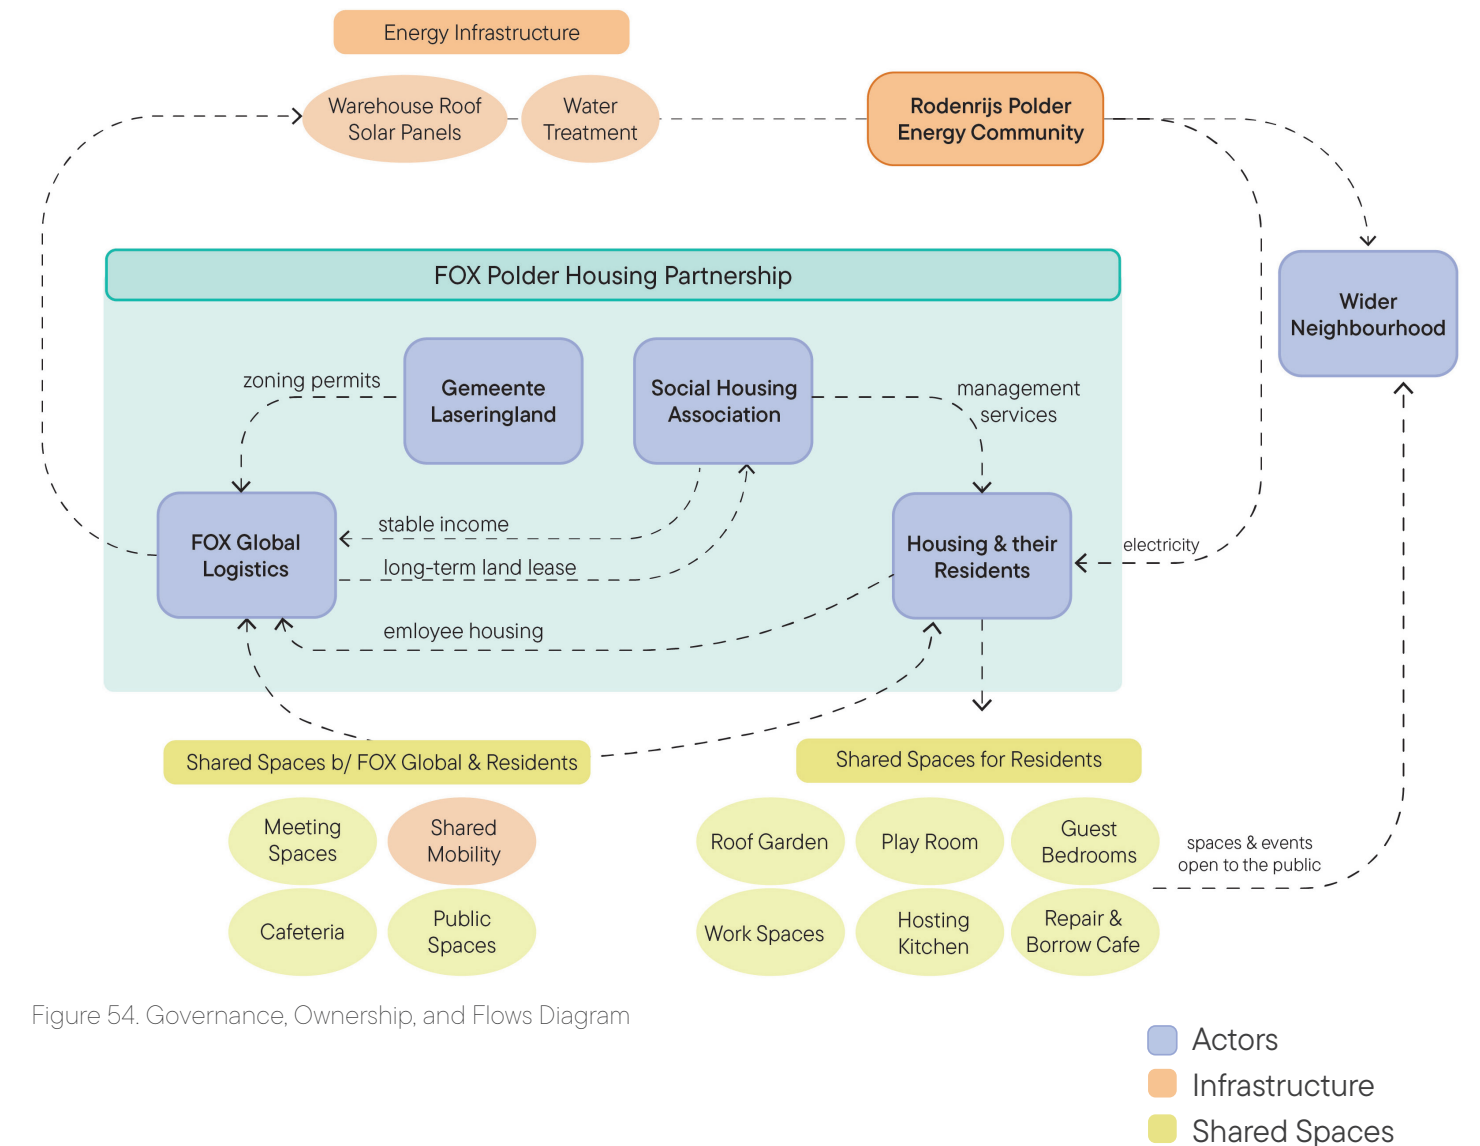 Energy Infrastructure
Warehouse Roof
Solar Panels
Water
Treatment
Rodenrijs Polder
Energy Community
FOX Polder Housing Partnership
Wider
Neighbourhood
zoning permits
Gemeente
Laseringland
Social Housing
Association
management
services
FOX Global
Logistics
stable income
long-term land lease
emloyee housing
Housing & their
Residents
electricity
Shared Spaces b/ FOX Global & Residents
Meeting
Spaces
Shared
Mobility
Cafeteria
Public
Spaces
Shared Spaces for Residents
Roof Garden
Play Room
Guest
Bedrooms
Work Spaces
Hosting
Kitchen
Repair &
Borrow Cafe
spaces & events
open to the public
Figure 54. Governance, Ownership, and Flows Diagram
Actors
Infrastructure
Shared Spaces